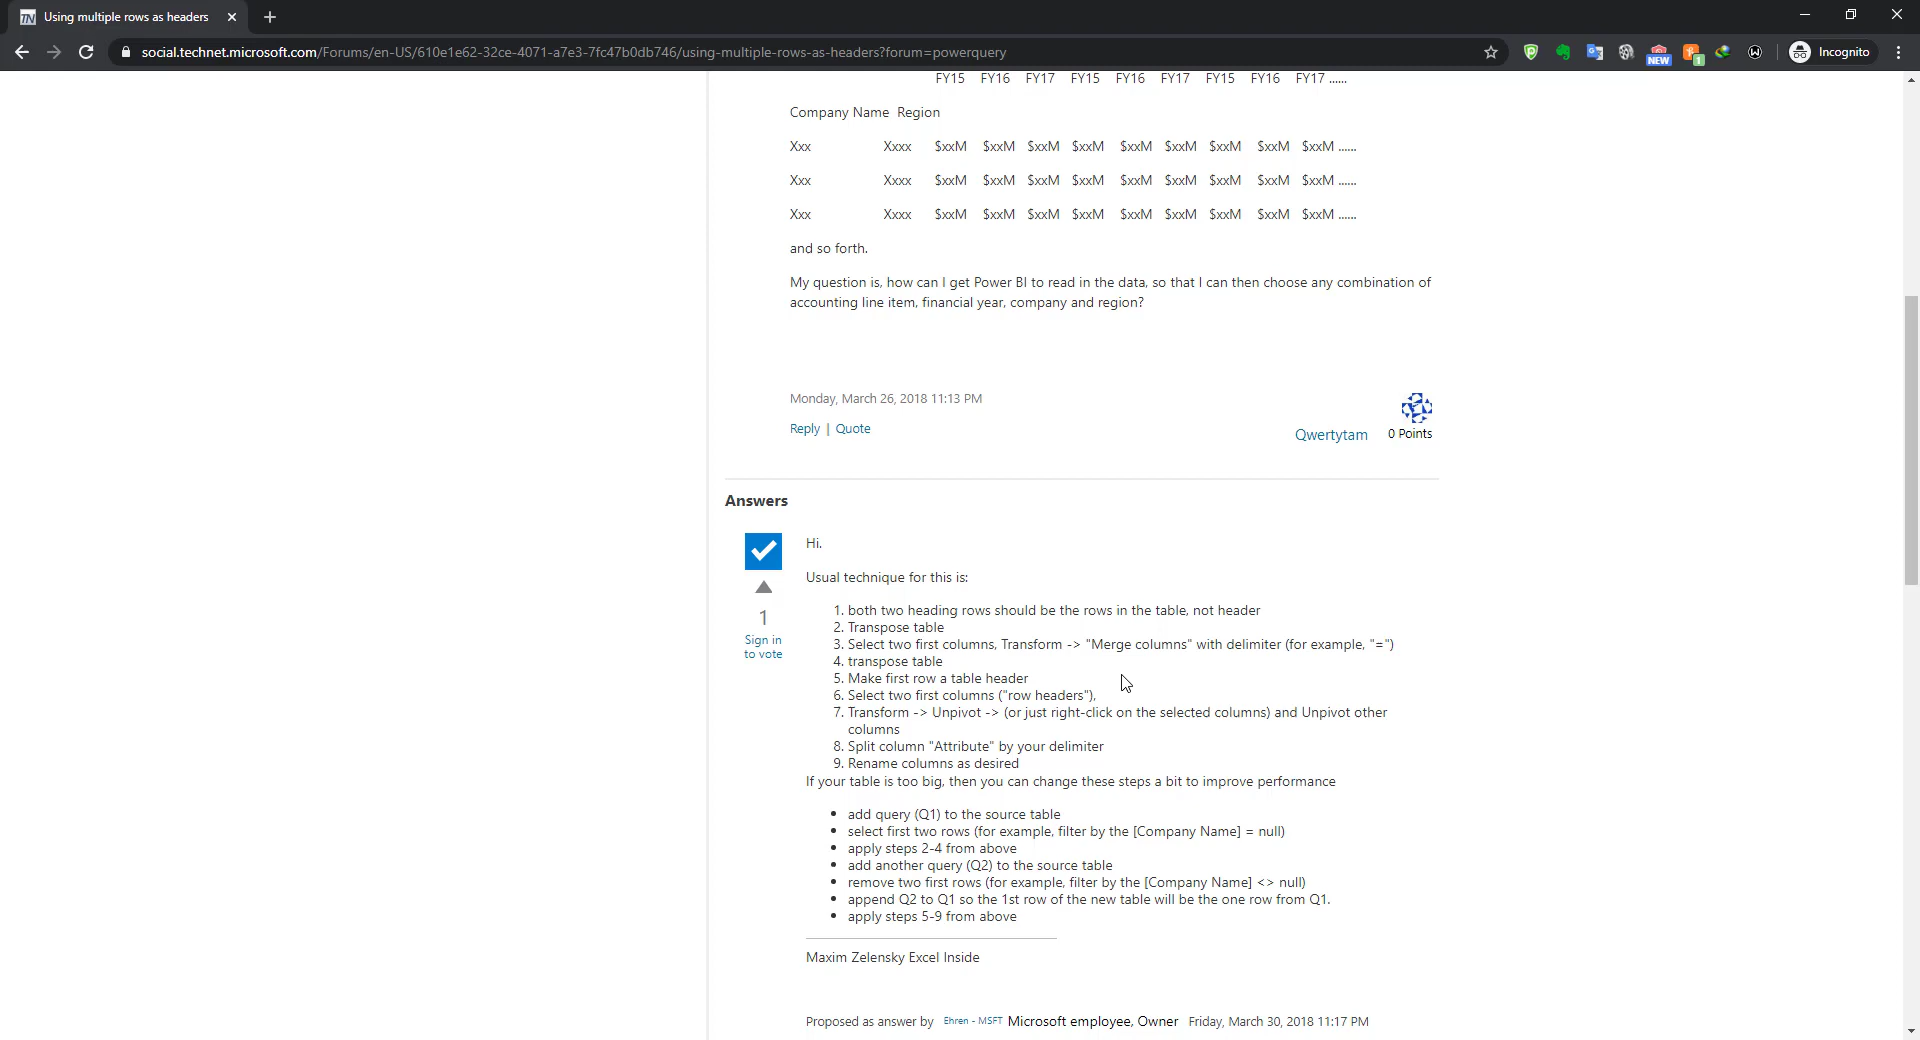 Using multiple rows as headers
social.technet.microsoft.com/Forums/en-US/610e1e62-32ce-4071-a7e3-7fc47b0db746/using-multiple-rows-as-headers?forum=powerquery
NEW
1
Incognito
FY15 FY16 FY17 FY15 FY16 FY17 FY15 FY16 FY17 ......
Company Name Region
Xxx Xxxx $xxM $xxM $xxM $xxM $xxM $xxM $xxM $xxM $xxM ......
Xxx Xxxx $xxM $xxM $xxM $xxM $xxM $xxM $xxM $xxM $xxM ......
Xxx Xxxx $xxM $xxM $xxM $xxM $xxM $xxM $xxM $xxM $xxM ......
and so forth.
My question is, how can I get Power BI to read in the data, so that I can then choose any combination of
accounting line item, financial year, company and region?
Monday, March 26, 2018 11:13 PM
Reply | Quote
Qwertytam
0 Points
Answers
Hi.
Usual technique for this is:
1. both two heading rows should be the rows in the table, not header
2. Transpose table
3. Select two first columns, Transform -> "Merge columns" with delimiter (for example, "=")
4. transpose table
5. Make first row a table header
6. Select two first columns ("row headers"),
7. Transform -> Unpivot -> (or just right-click on the selected columns) and Unpivot other
columns
8. Split column "Attribute" by your delimiter
9. Rename columns as desired
1
Sign in
to vote
If your table is too big, then you can change these steps a bit to improve performance
• add query (Q1) to the source table
• select first two rows (for example, filter by the [Company Name] = null)
• apply steps 2-4 from above
• add another query (Q2) to the source table
• remove two first rows (for example, filter by the [Company Name] <> null)
• append Q2 to Q1 so the 1st row of the new table will be the one row from Q1.
• apply steps 5-9 from above
Maxim Zelensky Excel Inside
Proposed as answer by Ehren - MSFT Microsoft employee, Owner Friday, March 30, 2018 11:17 PM